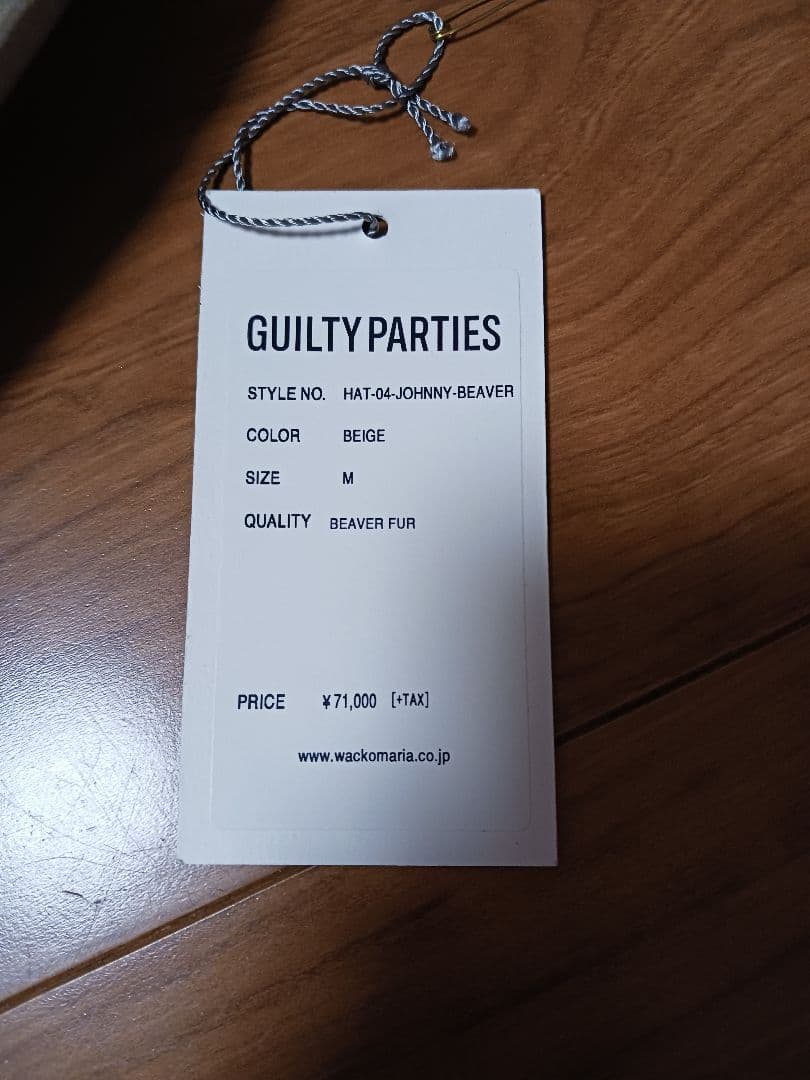 GUILTY PARTIES
STYLE NO. HAT-04-JOHNNY-BEAVER
COLOR BEIGE
SIZE M
QUALITY BEAVER FUR
PRICE ¥71,000 [+TAX]
www.wackomaria.co.jp